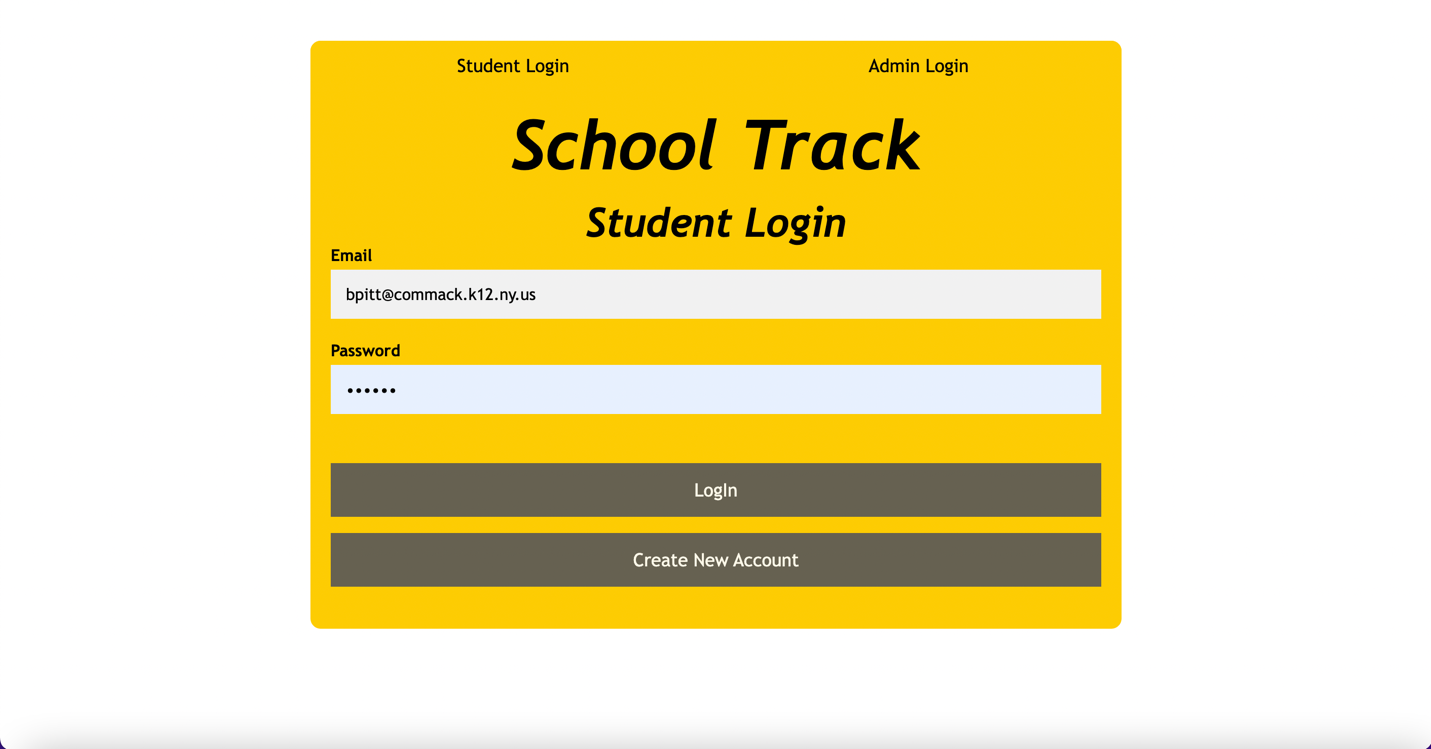 Student Login Admin Login
School Track
Student Login
Email
bpitt@commack.k12.ny.us
Password
••••••
LogIn
Create New Account